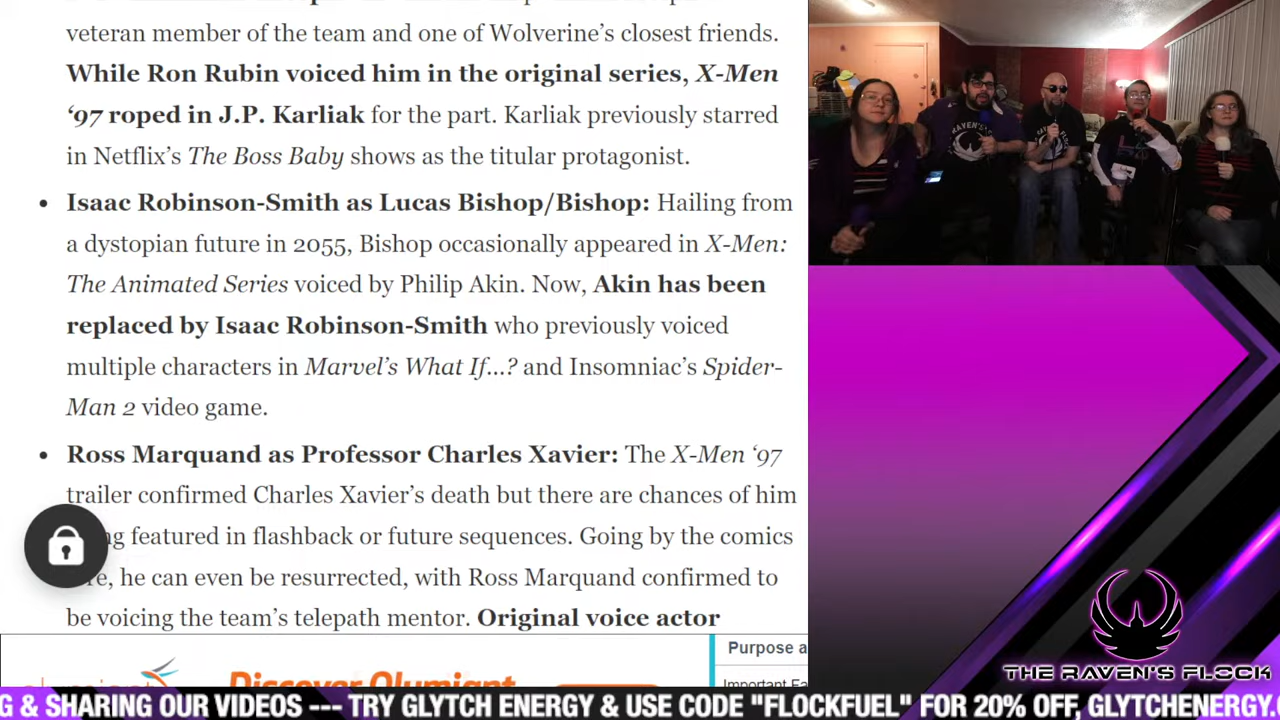 veteran member of the team and one of Wolverine's closest friends.
While Ron Rubin voiced him in the original series, X-Men
'97 roped in J.P. Karliak for the part. Karliak previously starred
in Netflix's The Boss Baby shows as the titular protagonist.
• Isaac Robinson-Smith as Lucas Bishop/Bishop: Hailing from
a dystopian future in 2055, Bishop occasionally appeared in X-Men:
The Animated Series voiced by Philip Akin. Now, Akin has been
replaced by Isaac Robinson-Smith who previously voiced
multiple characters in Marvel's What If...? and Insomniac's Spider-
Man 2 video game.
• Ross Marquand as Professor Charles Xavier: The X-Men '97
trailer confirmed Charles Xavier's death but there are chances of him
featured in flashback or future sequences. Going by the comics
he can even be resurrected, with Ross Marquand confirmed to
be voicing the team's telepath mentor. Original voice actor
Purpose a
Discover Olumiant
Important Fa
RAVEN'S
THE RAVEN'S FLOCK
G & SHARING OUR VIDEOS --- TRY GLYTCH ENERGY & USE CODE "FLOCKFUEL" FOR 20% OFF, GLYTCHENERGY.